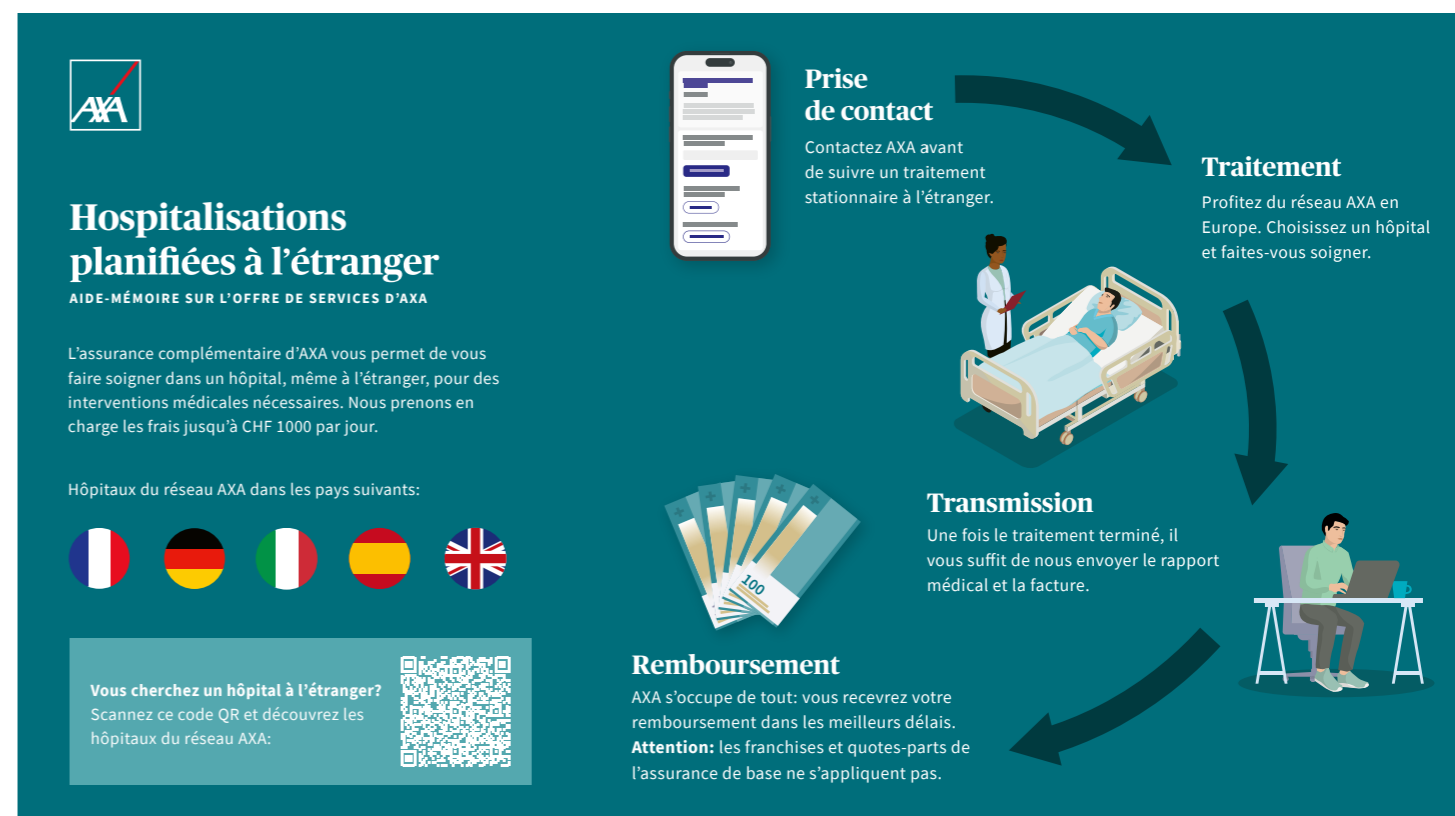 AXA
Hospitalisations
planifiées à l’étranger
AIDE-MÉMOIRE SUR L’OFFRE DE SERVICES D’AXA
L’assurance complémentaire d’AXA vous permet de vous
faire soigner dans un hôpital, même à l’étranger, pour des
interventions médicales nécessaires. Nous prenons en
charge les frais jusqu’à CHF 1000 par jour.
Hôpitaux du réseau AXA dans les pays suivants:
Vous cherchez un hôpital à l’étranger?
Scannez ce code QR et découvrez les
hôpitaux du réseau AXA:
Prise
de contact
Contactez AXA avant
de suivre un traitement
stationnaire à l’étranger.
Traitement
Profitez du réseau AXA en
Europe. Choisissez un hôpital
et faites-vous soigner.
Transmission
Une fois le traitement terminé, il
vous suffit de nous envoyer le rapport
médical et la facture.
100
Remboursement
AXA s’occupe de tout: vous recevrez votre
remboursement dans les meilleurs délais.
Attention: les franchises et quotes-parts de
l’assurance de base ne s’appliquent pas.